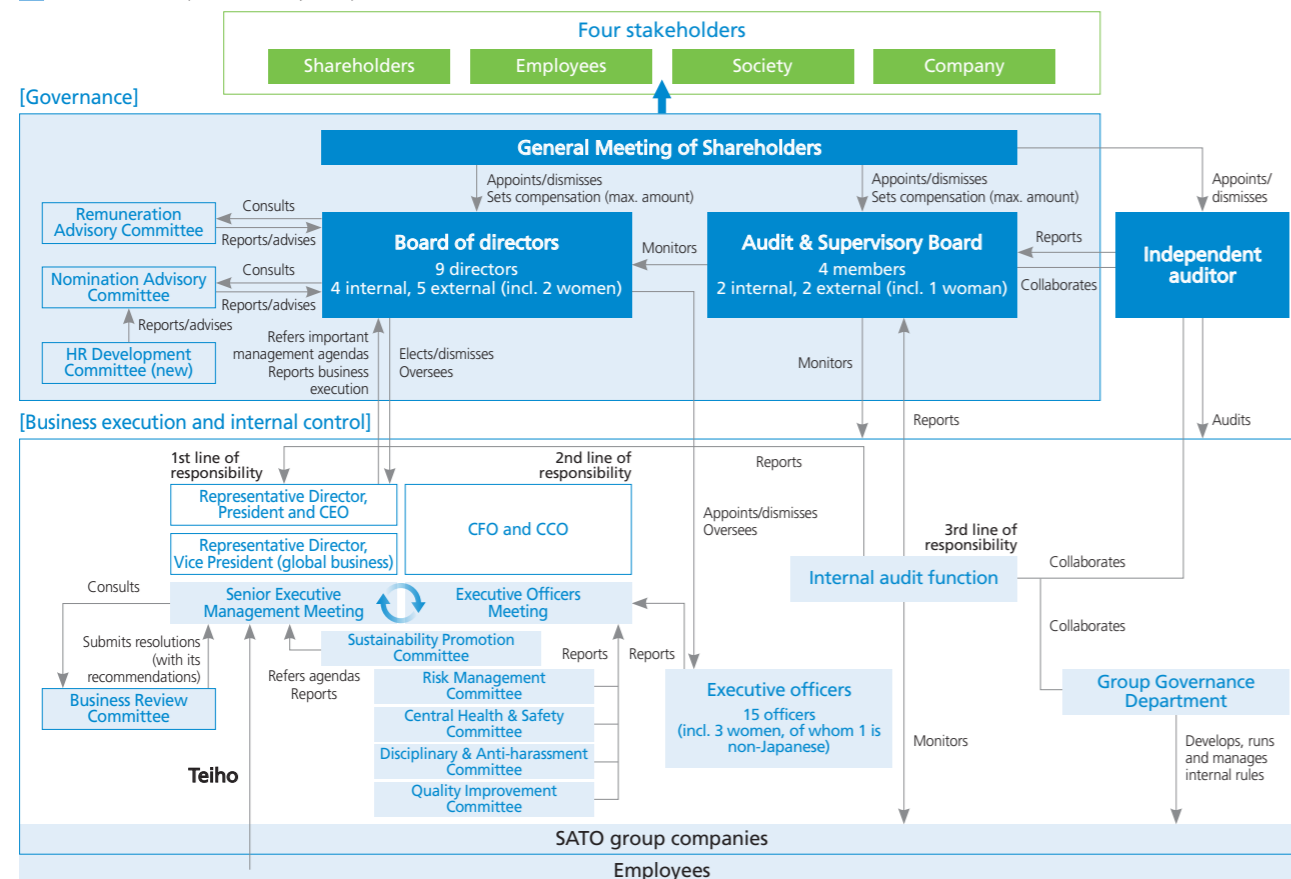 Four stakeholders
Shareholders
Employees
Society
Company
[Governance]
General Meeting of Shareholders
Appoints/dismisses
Sets compensation (max. amount)
Appoints/dismisses
Sets compensation (max. amount)
Appoints/
dismisses
Remuneration
Advisory Committee
Consults
Reports/advises
Board of directors
9 directors
4 internal, 5 external (incl. 2 women)
Monitors
Audit & Supervisory Board
4 members
2 internal, 2 external (incl. 1 woman)
Reports
Collaborates
Independent
auditor
Nomination Advisory
Committee
Consults
Reports/advises
Reports/advises
HR Development
Committee (new)
Refers important
management agendas
Reports business
execution
Elects/dismisses
Oversees
Monitors
[Business execution and internal control]
Reports
Audits
1st line of
responsibility
2nd line of
responsibility
Reports
Representative Director,
President and CEO
CFO and CCO
Representative Director,
Vice President (global business)
Appoints/dismisses
Oversees
3rd line of
responsibility
Internal audit function
Collaborates
Consults
Senior Executive
Management Meeting
Executive Officers
Meeting
Collaborates
Submits resolutions
(with its
recommendations)
Sustainability Promotion
Committee
Reports
Reports
Refers agendas
Reports
Business Review
Committee
Risk Management
Committee
Central Health & Safety
Committee
Disciplinary & Anti-harassment
Committee
Quality Improvement
Committee
Executive officers
15 officers
(incl. 3 women, of whom 1 is
non-Japanese)
Monitors
Group Governance
Department
Develops, runs
and manages
internal rules
Teiho
SATO group companies
Employees